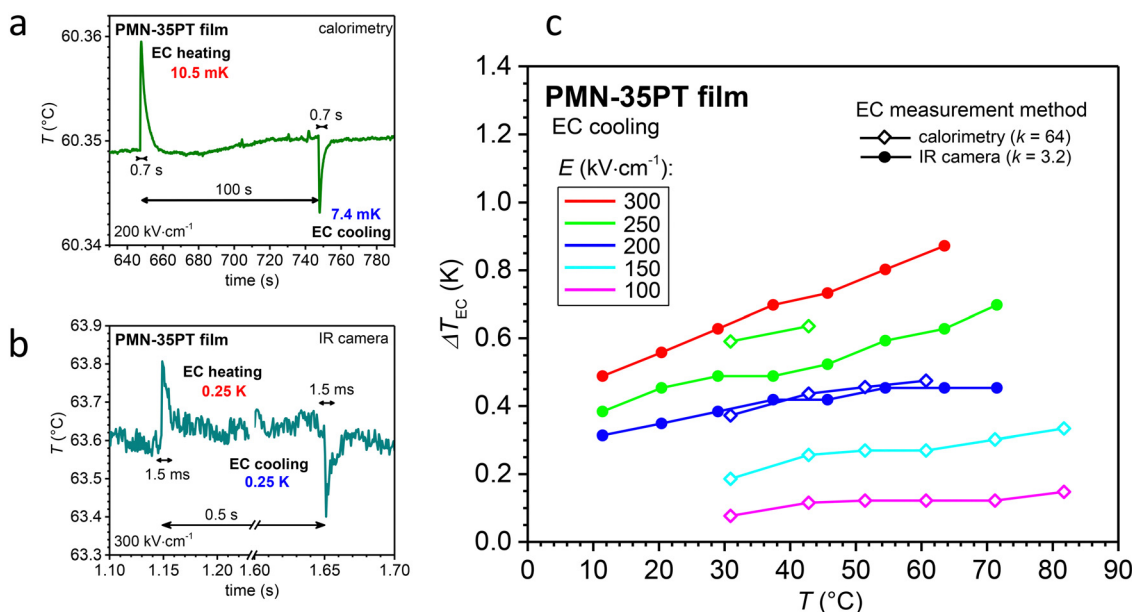 a
PMN-35PT film
calorimetry
EC heating
10.5 mK
0.7 s
0.7 s
100 s
7.4 mK
EC cooling
200 kV·cm⁻¹
60.36
60.35
60.34
T (°C)
640 660 680 700 720 740 760 780
time (s)
b
PMN-35PT film
IR camera
EC heating
0.25 K
1.5 ms
1.5 ms
EC cooling
0.25 K
0.5 s
300 kV·cm⁻¹
63.9
63.8
63.7
63.6
63.5
63.4
63.3
T (°C)
1.10 1.15 1.20 1.60 1.65 1.70
time (s)
c
PMN-35PT film
EC cooling
E (kV·cm⁻¹):
300
250
200
150
100
EC measurement method
calorimetry (k = 64)
IR camera (k = 3.2)
1.4
1.2
1.0
0.8
0.6
0.4
0.2
0.0
ΔT_EC (K)
0 10 20 30 40 50 60 70 80 90
T (°C)